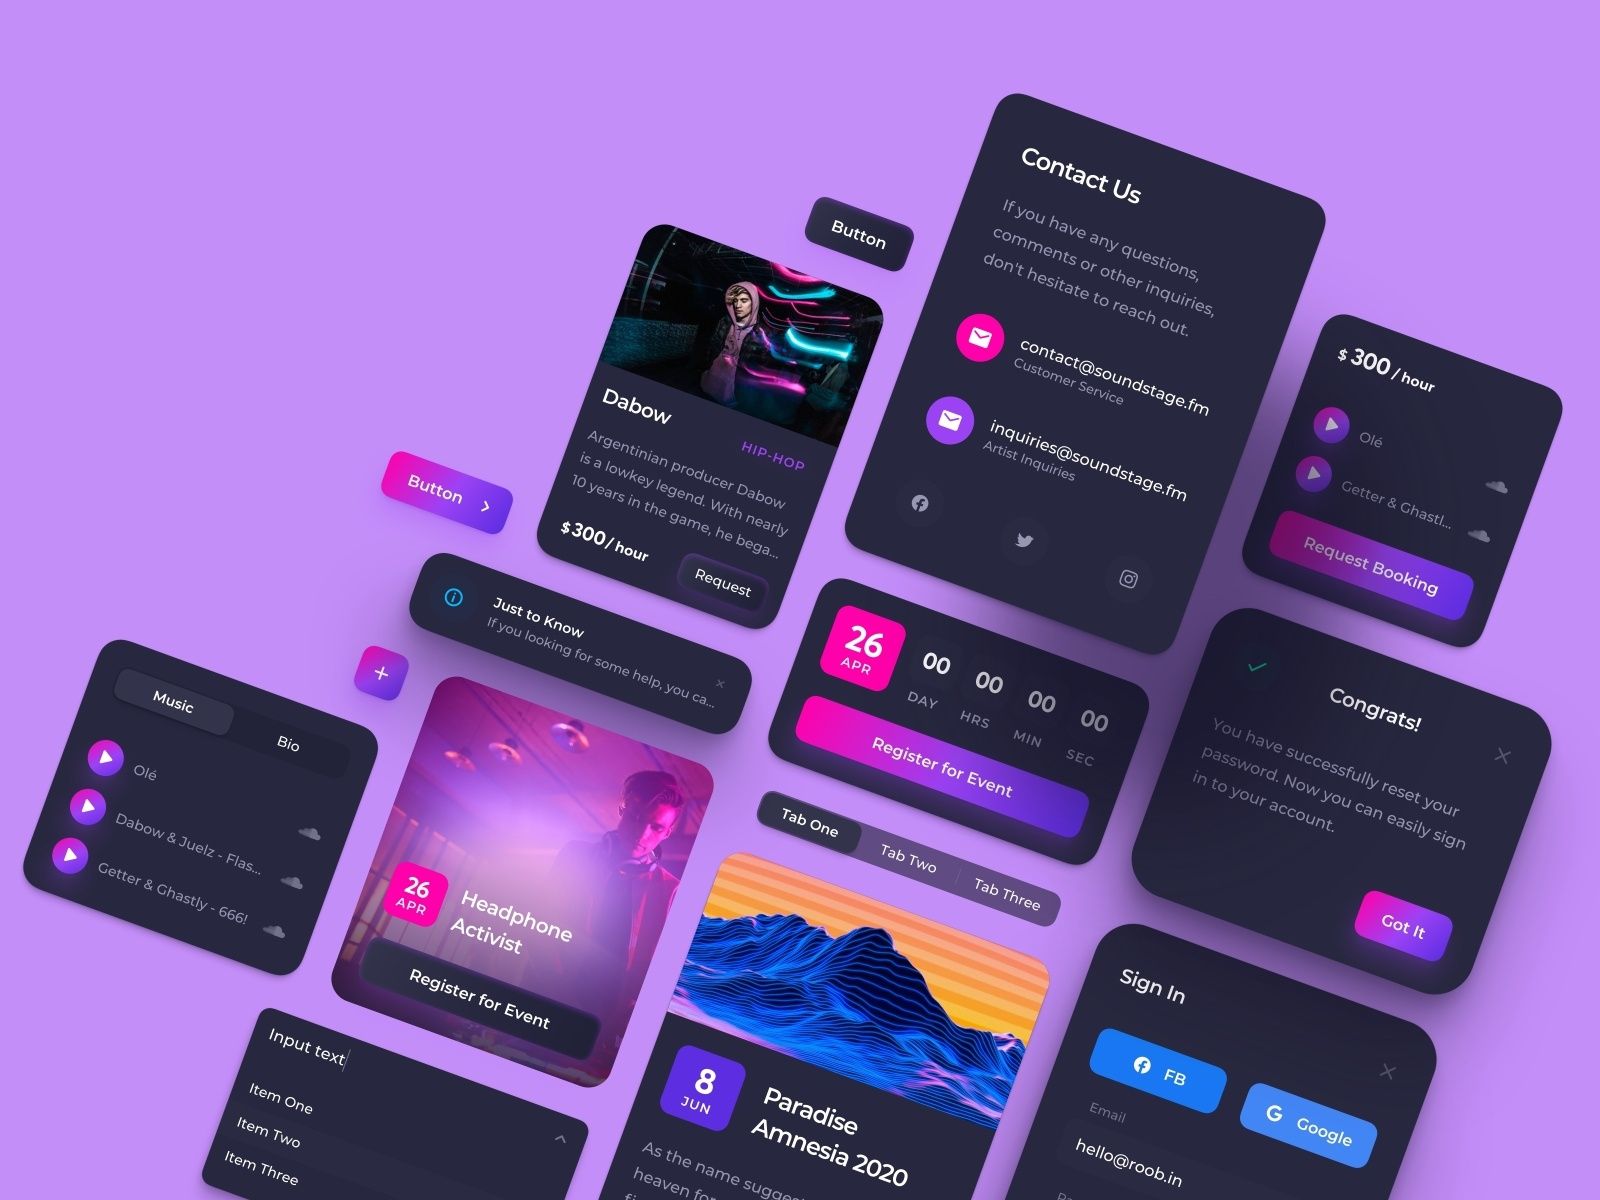 Contact Us
If you have any questions,
comments or other inquiries,
don't hesitate to reach out.
contact@soundstage.fm
Customer Service
inquiries@soundstage.fm
Artist Inquiries
Button
Dabow
HIP-HOP
Argentinian producer Dabow
is a lowkey legend. With nearly
10 years in the game, he bega...
$300/ hour
Request
$ 300 / hour
Olé
Getter & Ghastl...
Request Booking
Button
Just to Know
If you looking for some help, you ca...
26
APR
00
DAY
00
HRS
00
MIN
00
SEC
Register for Event
Congrats!
You have successfully reset your
password. Now you can easily sign
in to your account.
Got It
Music
Bio
Olé
Dabow & Juelz - Flas...
Getter & Ghastly - 666!
26
APR
Headphone
Activist
Register for Event
Tab One
Tab Two
Tab Three
8
JUN
Paradise
Amnesia 2020
As the name sugges
heaven for
Sign In
FB
Google
Email
hello@roob.in
Input text
Item One
Item Two
Item Three